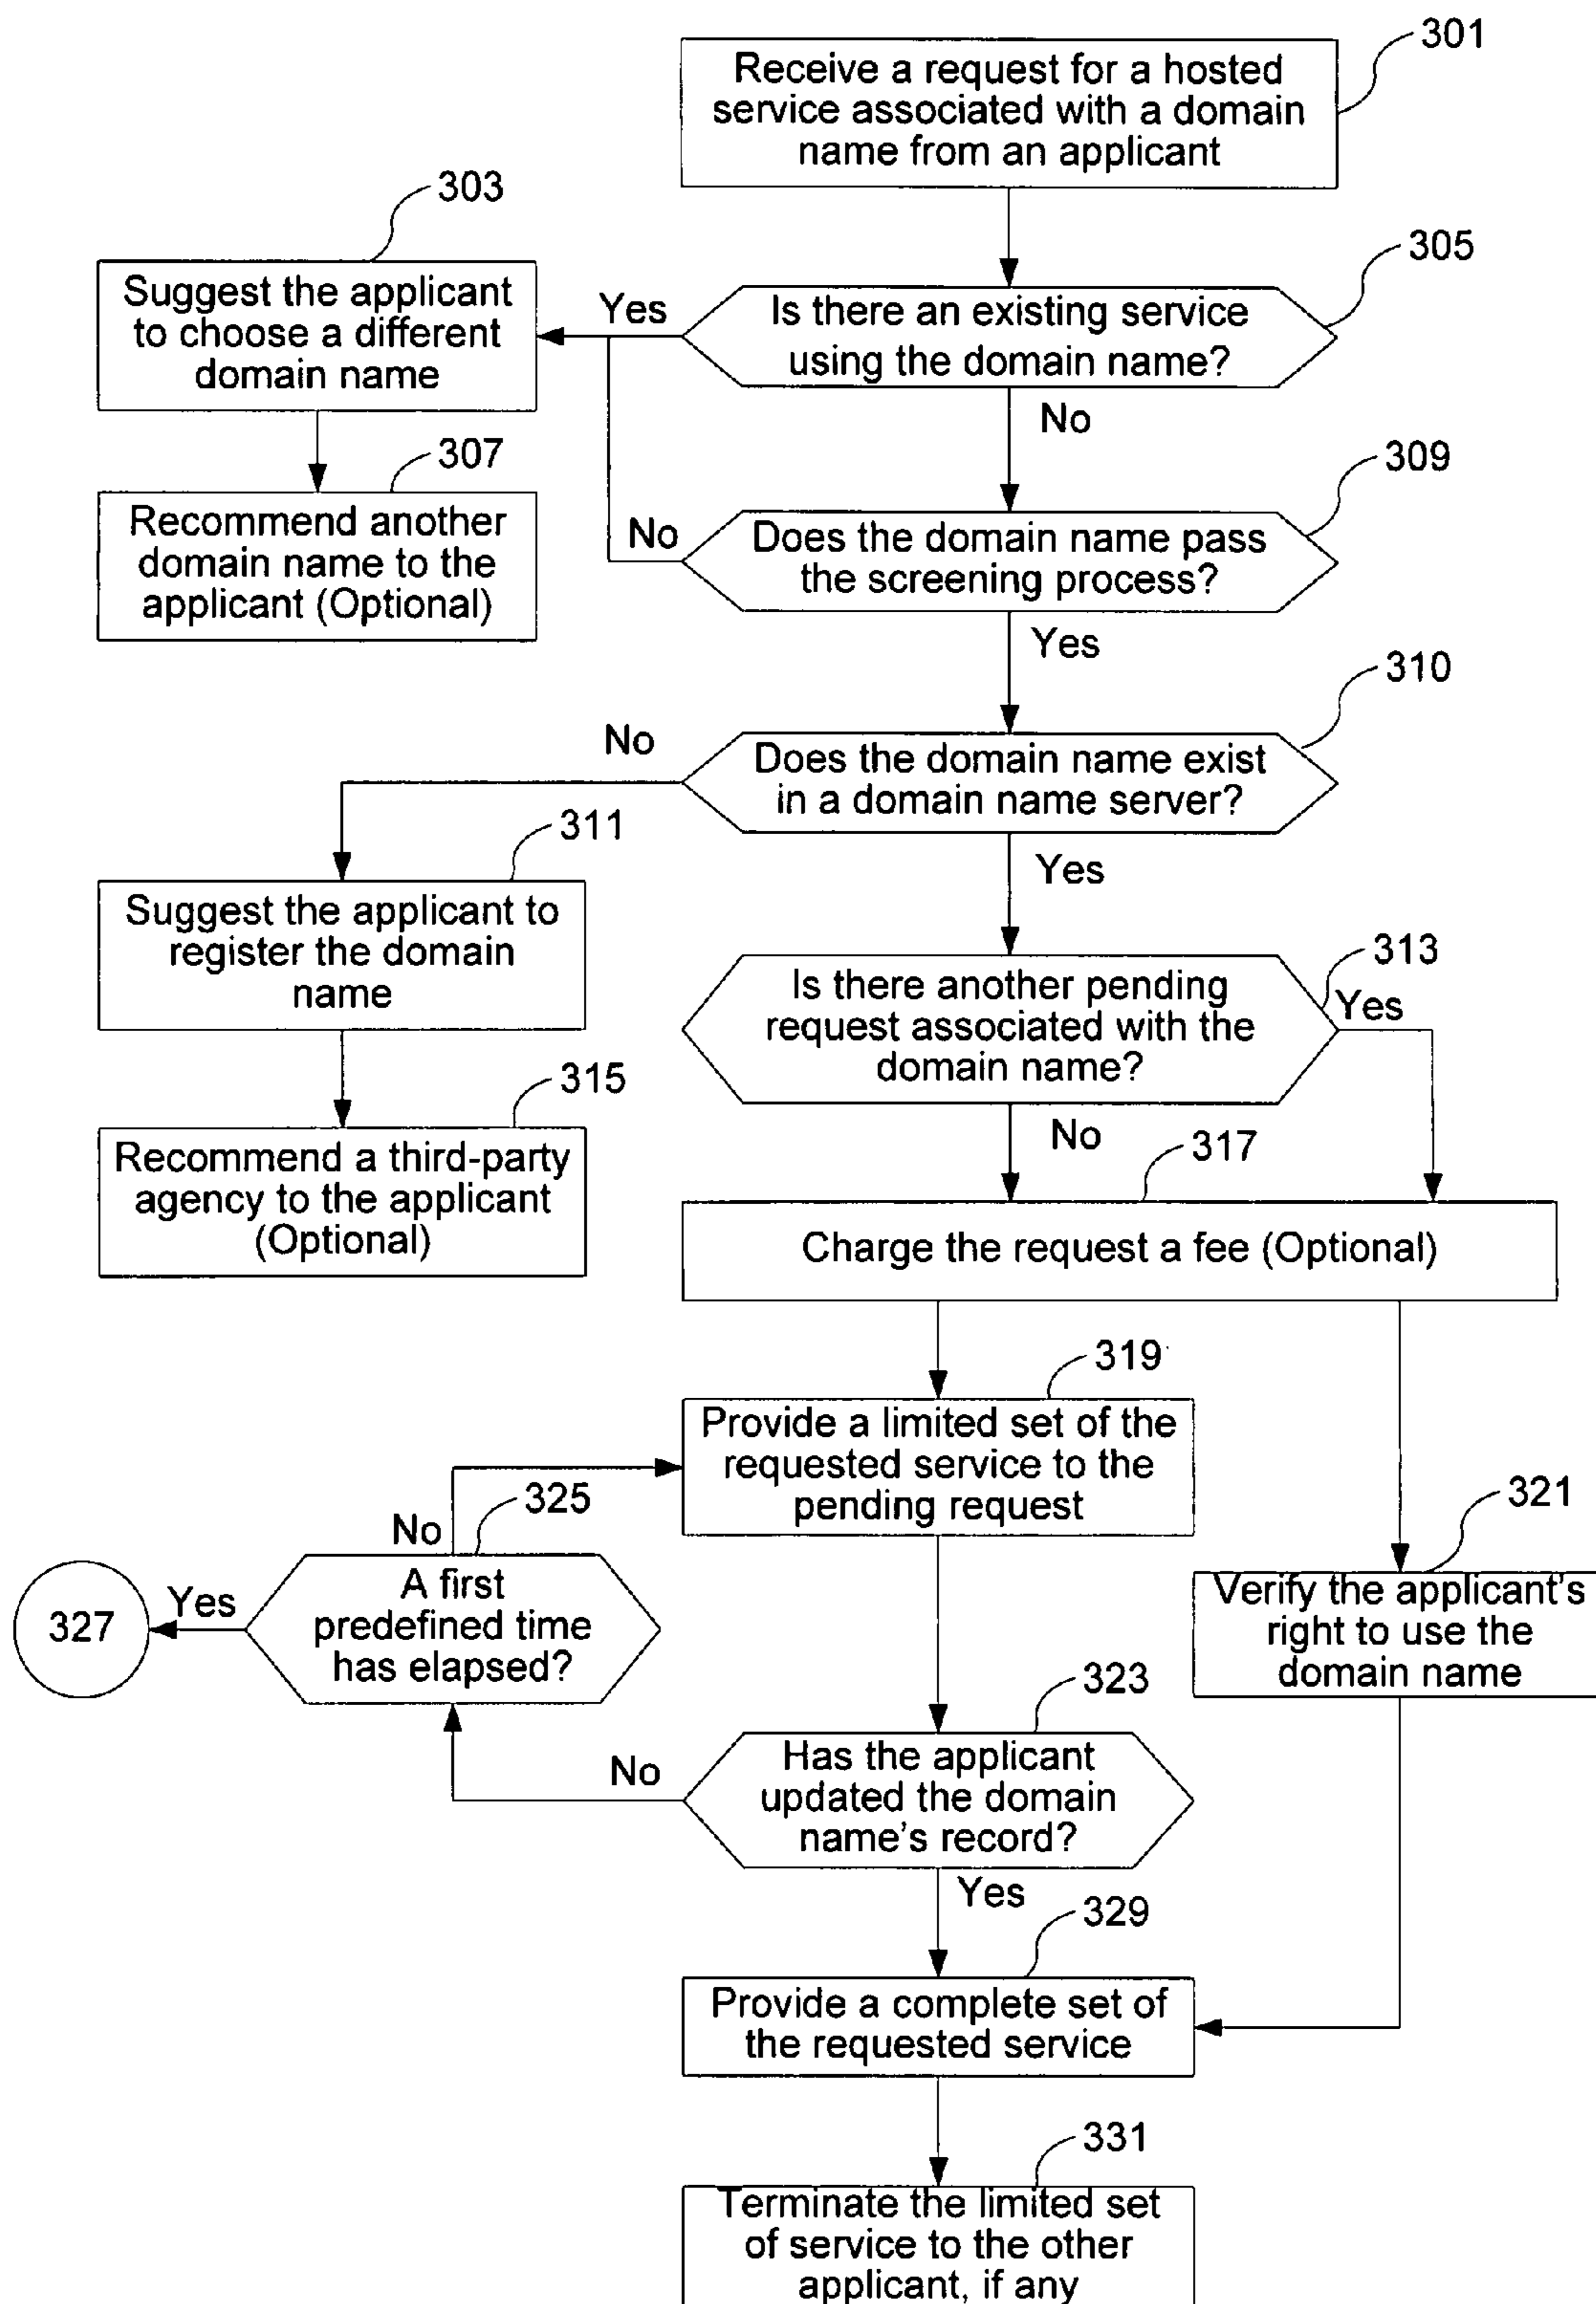 301
Receive a request for a hosted
service associated with a domain
name from an applicant
303
305
Suggest the applicant
to choose a different
domain name
Yes
Is there an existing service
using the domain name?
No
307
309
Recommend another
domain name to the
applicant (Optional)
No
Does the domain name pass
the screening process?
Yes
310
No
Does the domain name exist
in a domain name server?
311
Yes
Suggest the applicant to
register the domain
name
313
Is there another pending
request associated with the
domain name?
Yes
315
No
317
Recommend a third-party
agency to the applicant
(Optional)
Charge the request a fee (Optional)
319
Provide a limited set of the
requested service to the
pending request
325
No
321
327
Yes
A first
predefined time
has elapsed?
Verify the applicant's
right to use the
domain name
323
No
Has the applicant
updated the domain
name's record?
Yes
329
Provide a complete set of
the requested service
331
Terminate the limited set
of service to the other
applicant, if any